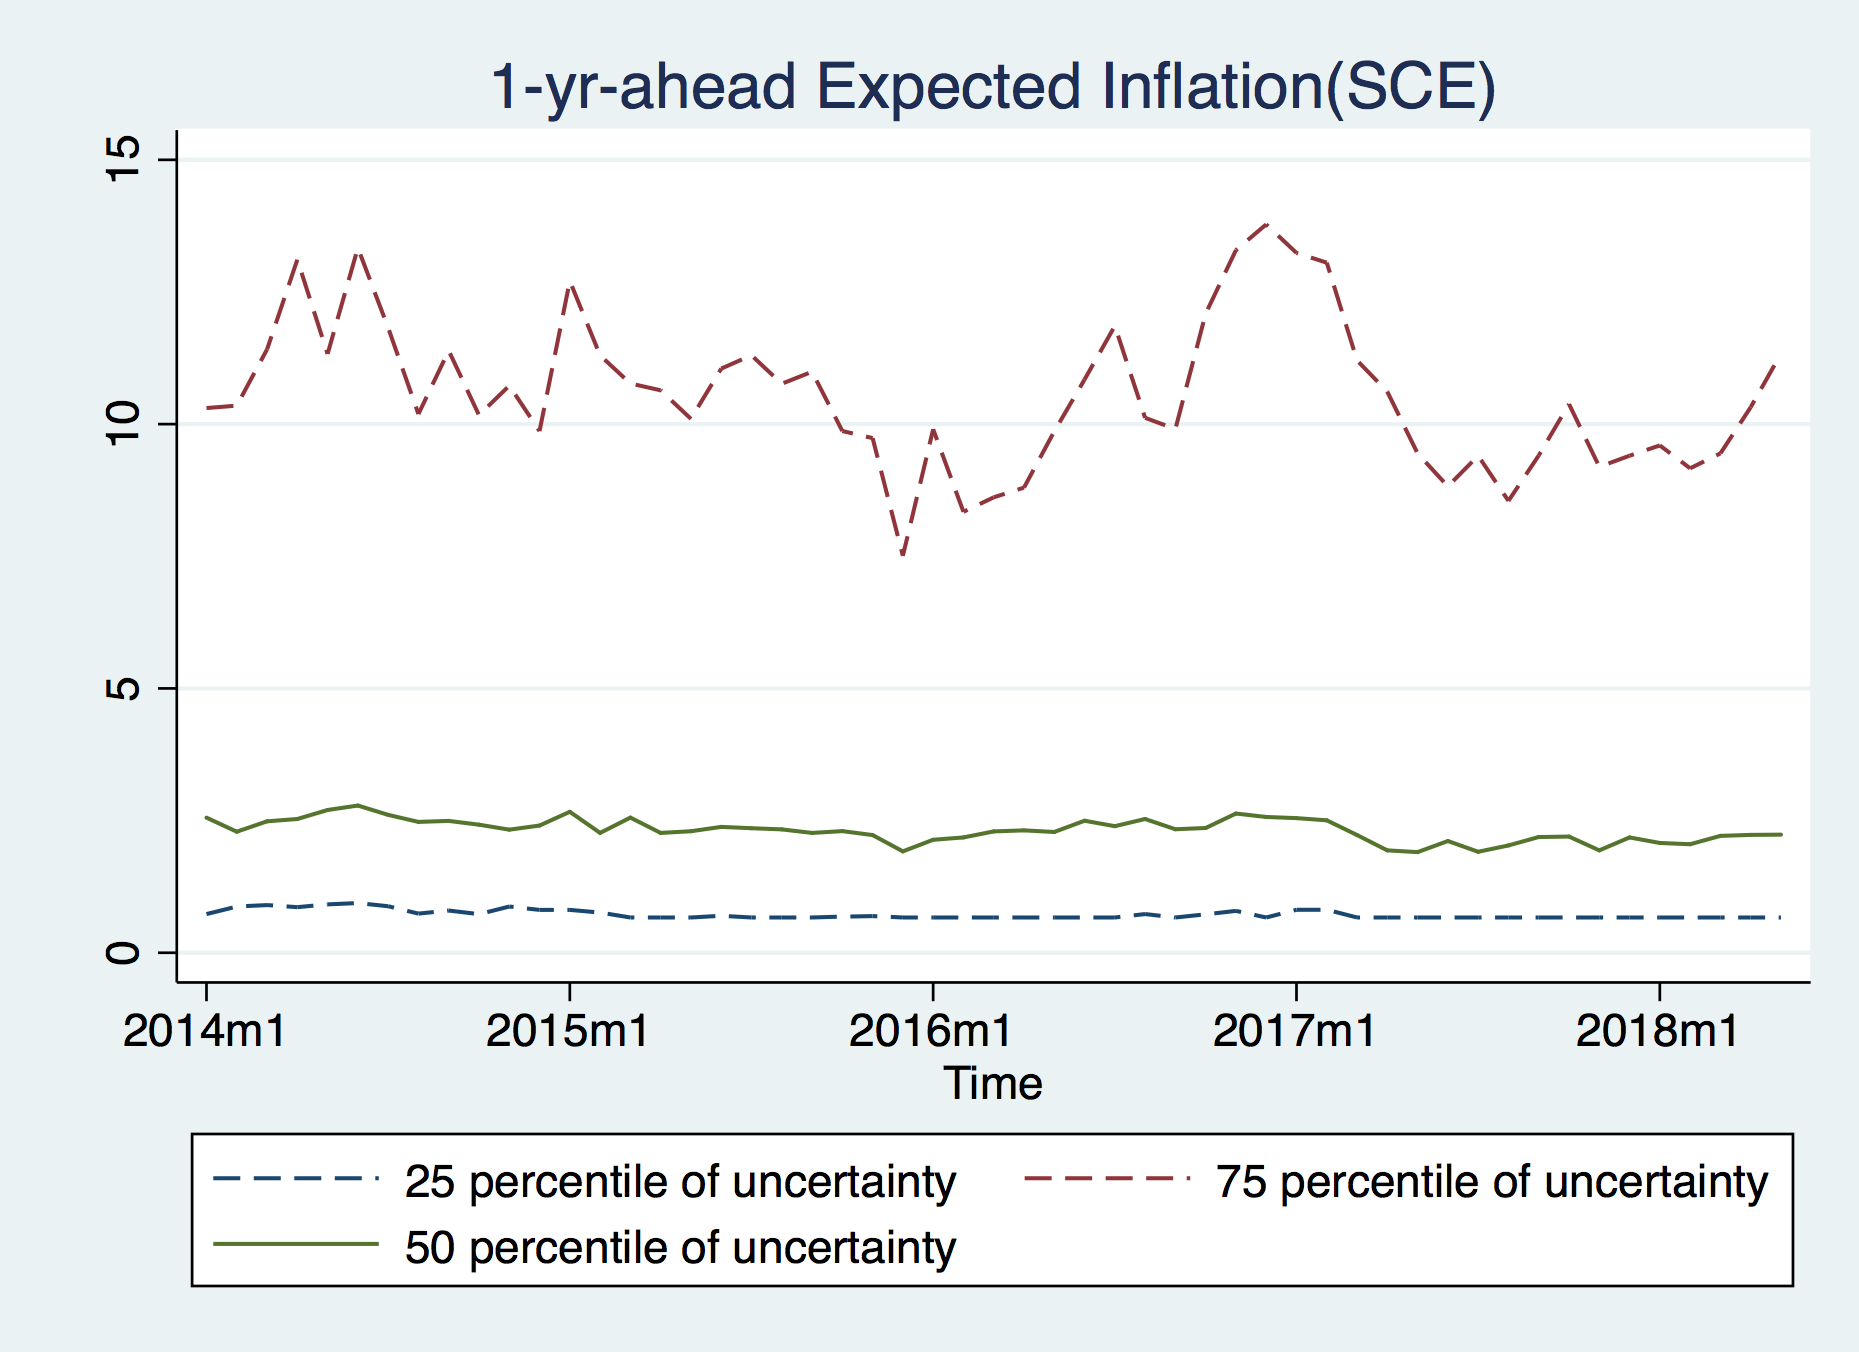 1-yr-ahead Expected Inflation(SCE)
15
10
5
0
2014m1 2015m1 2016m1 2017m1 2018m1
Time
25 percentile of uncertainty 75 percentile of uncertainty
50 percentile of uncertainty